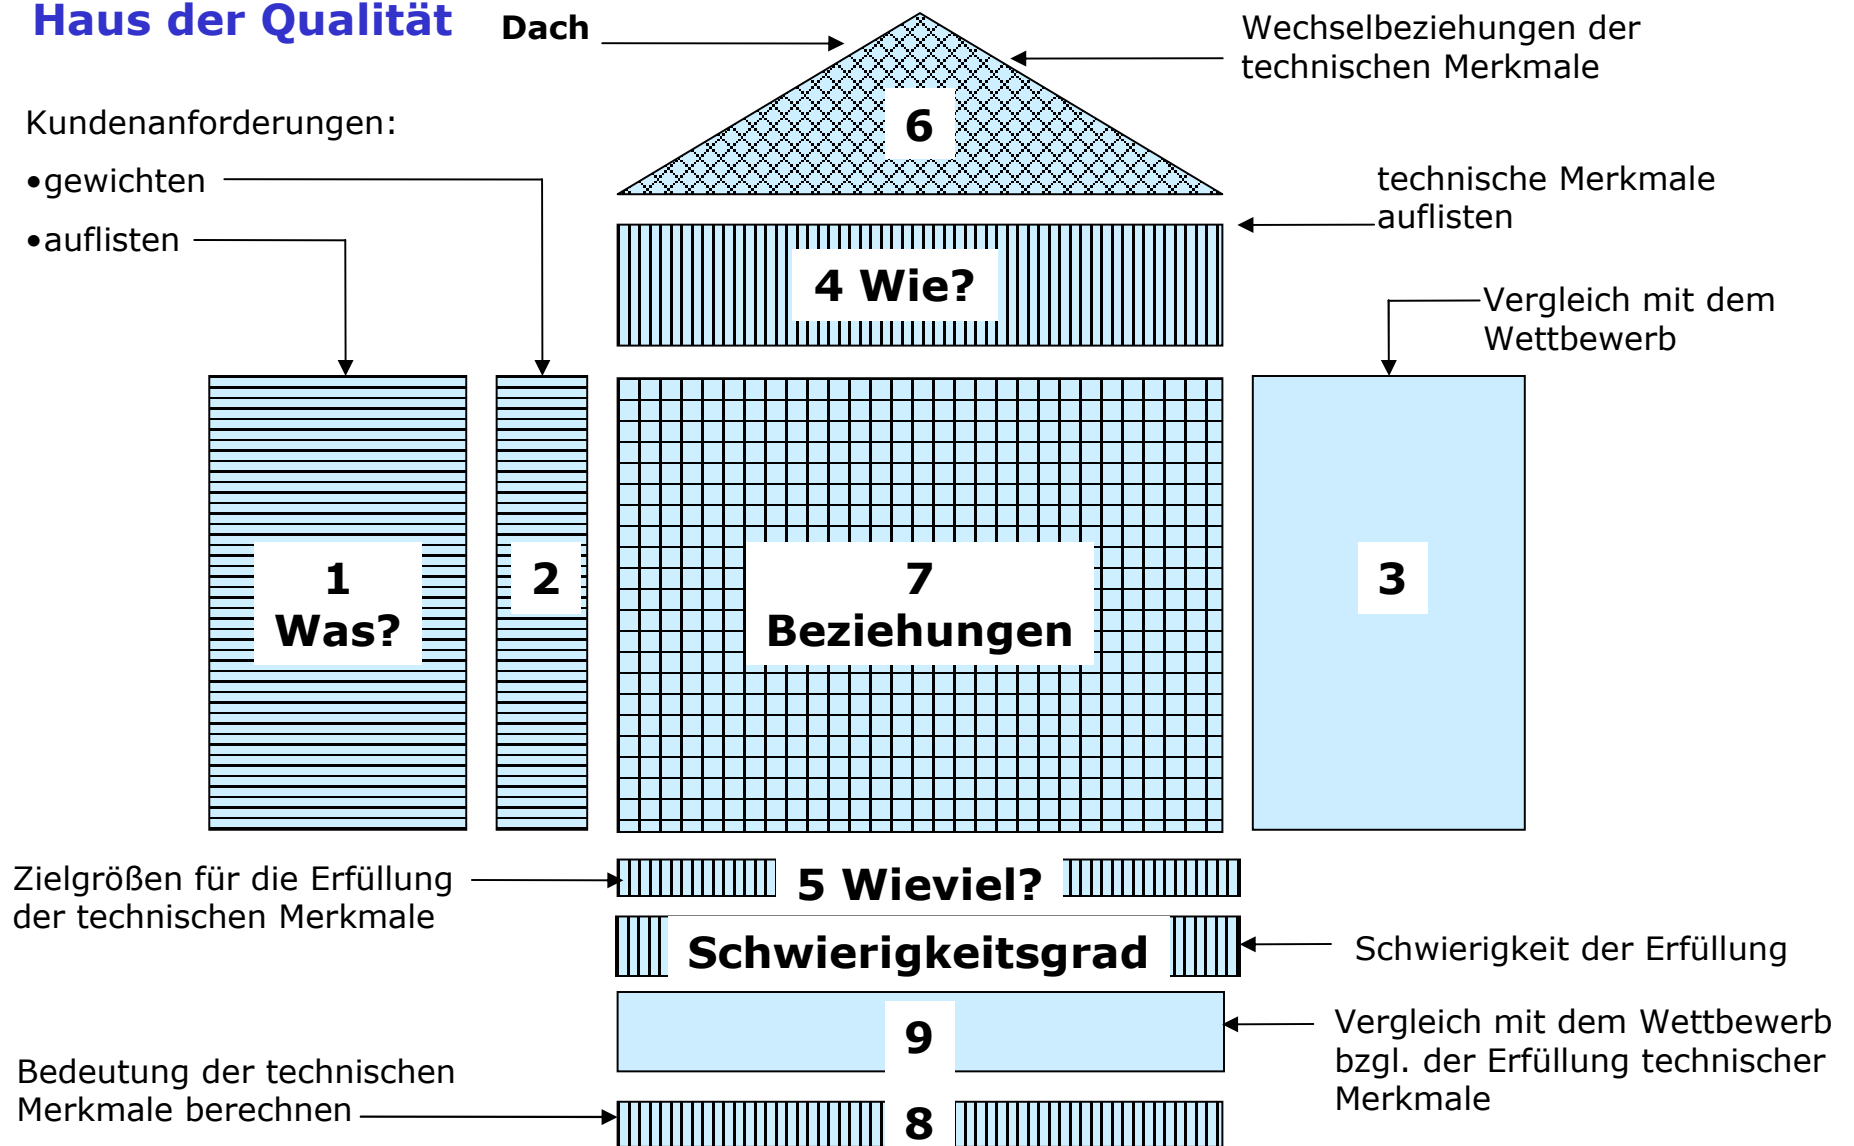 Haus der Qualität
Dach
Wechselbeziehungen der
technischen Merkmale
6
Kundenanforderungen:
•gewichten
•auflisten
technische Merkmale
auflisten
4 Wie?
Vergleich mit dem
Wettbewerb
1
Was?
2
7
Beziehungen
3
Zielgrößen für die Erfüllung
der technischen Merkmale
5 Wieviel?
Schwierigkeitsgrad
Schwierigkeit der Erfüllung
9
Vergleich mit dem Wettbewerb
bzgl. der Erfüllung technischer
Merkmale
Bedeutung der technischen
Merkmale berechnen
8